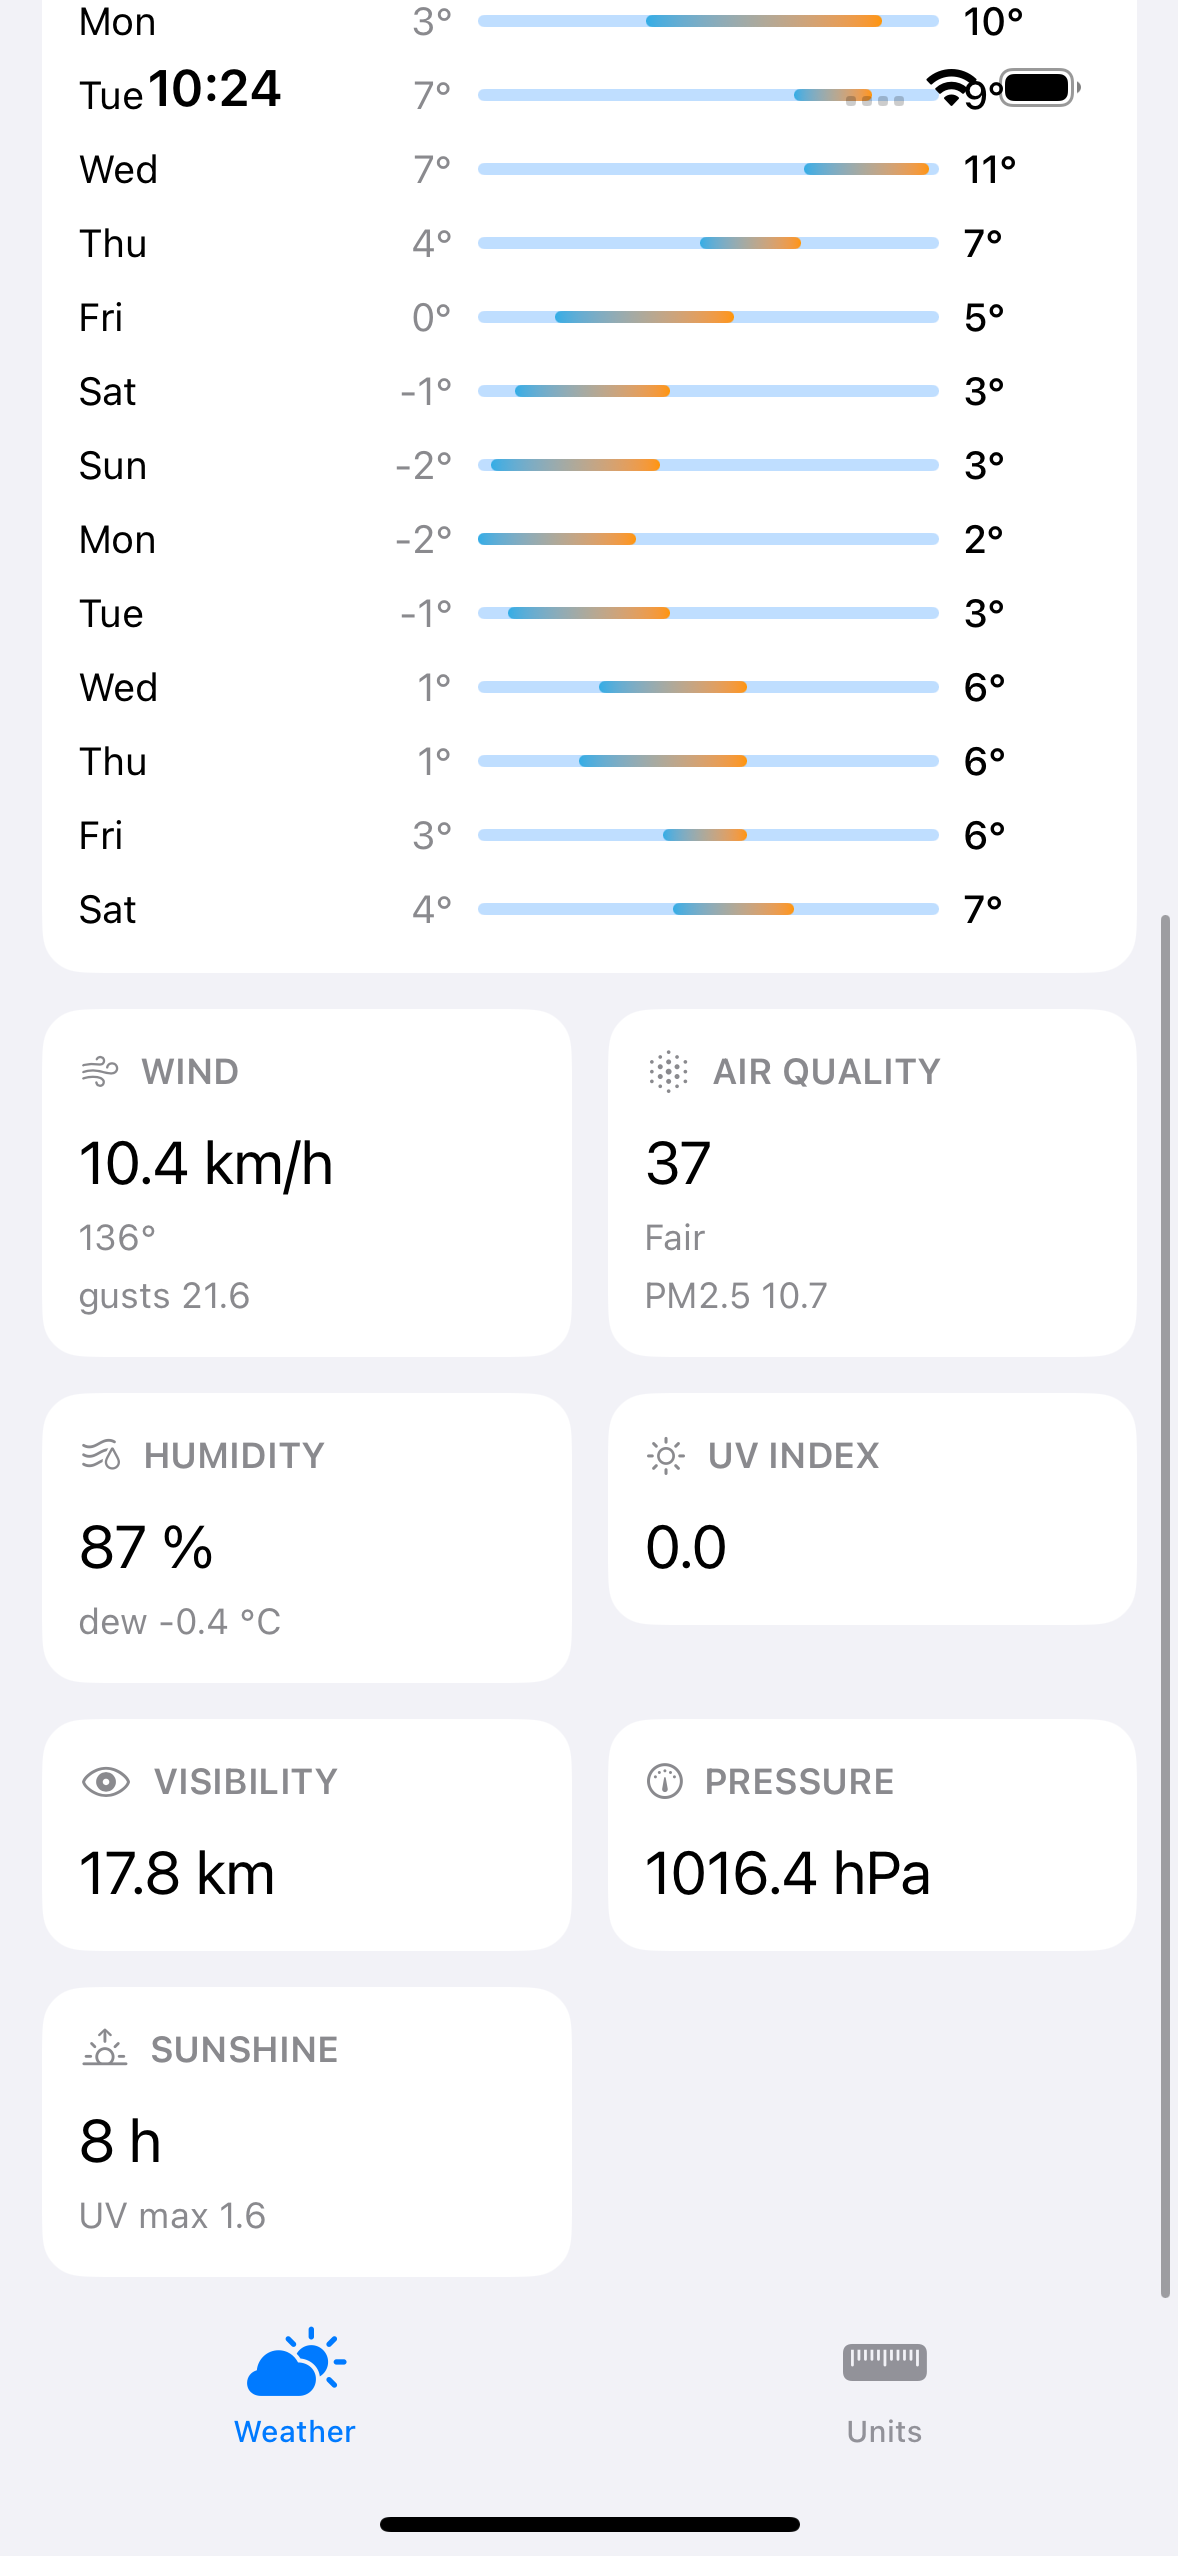 Mon 3° 10°
10:24
Tue 7° 9°
Wed 7° 11°
Thu 4° 7°
Fri 0° 5°
Sat -1° 3°
Sun -2° 3°
Mon -2° 2°
Tue -1° 3°
Wed 1° 6°
Thu 1° 6°
Fri 3° 6°
Sat 4° 7°
WIND
10.4 km/h
136°
gusts 21.6
AIR QUALITY
37
Fair
PM2.5 10.7
HUMIDITY
87 %
dew -0.4 °C
UV INDEX
0.0
VISIBILITY
17.8 km
PRESSURE
1016.4 hPa
SUNSHINE
8 h
UV max 1.6
Weather
Units